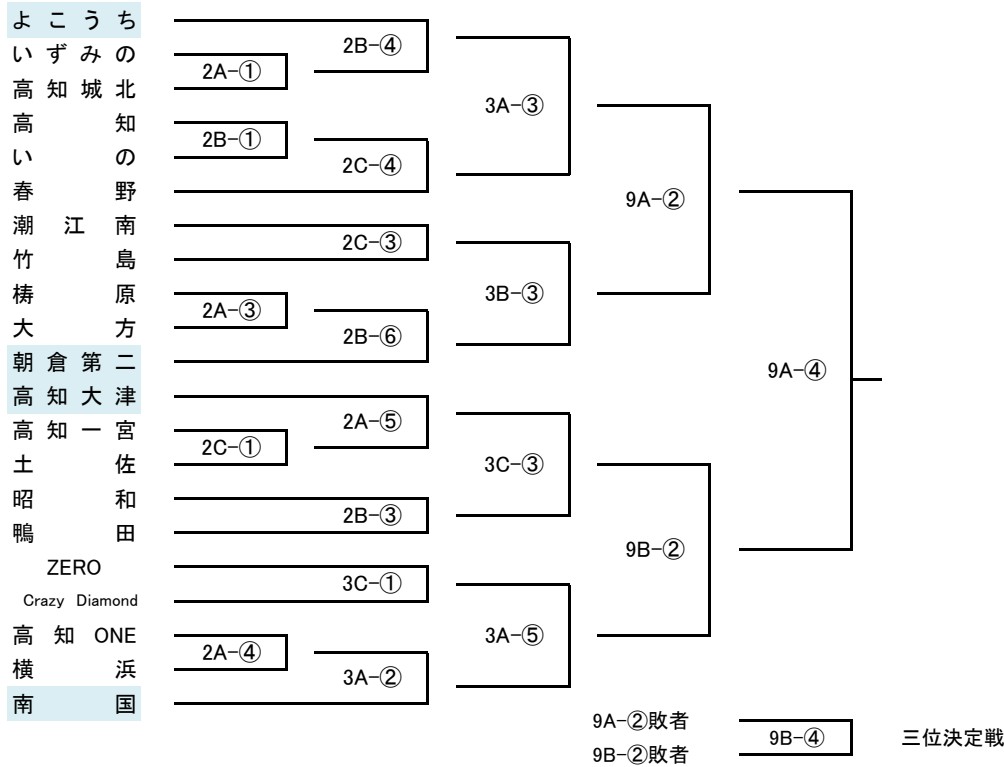 よこうち
2B-④
いずみの
2A-①
高知城北
3A-③
高知
2B-①
いの
2C-④
春野
9A-②
潮江南
2C-③
竹島
3B-③
梼原
2A-③
大方
2B-⑥
朝倉第二
9A-④
高知大津
2A-⑤
高知一宮
2C-①
土佐
3C-③
昭和
2B-③
鴨田
9B-②
ZERO
3C-①
Crazy Diamond
高知 ONE
2A-④
3A-⑤
横浜
3A-②
南国
9A-②敗者
9B-④ 三位決定戦
9B-②敗者